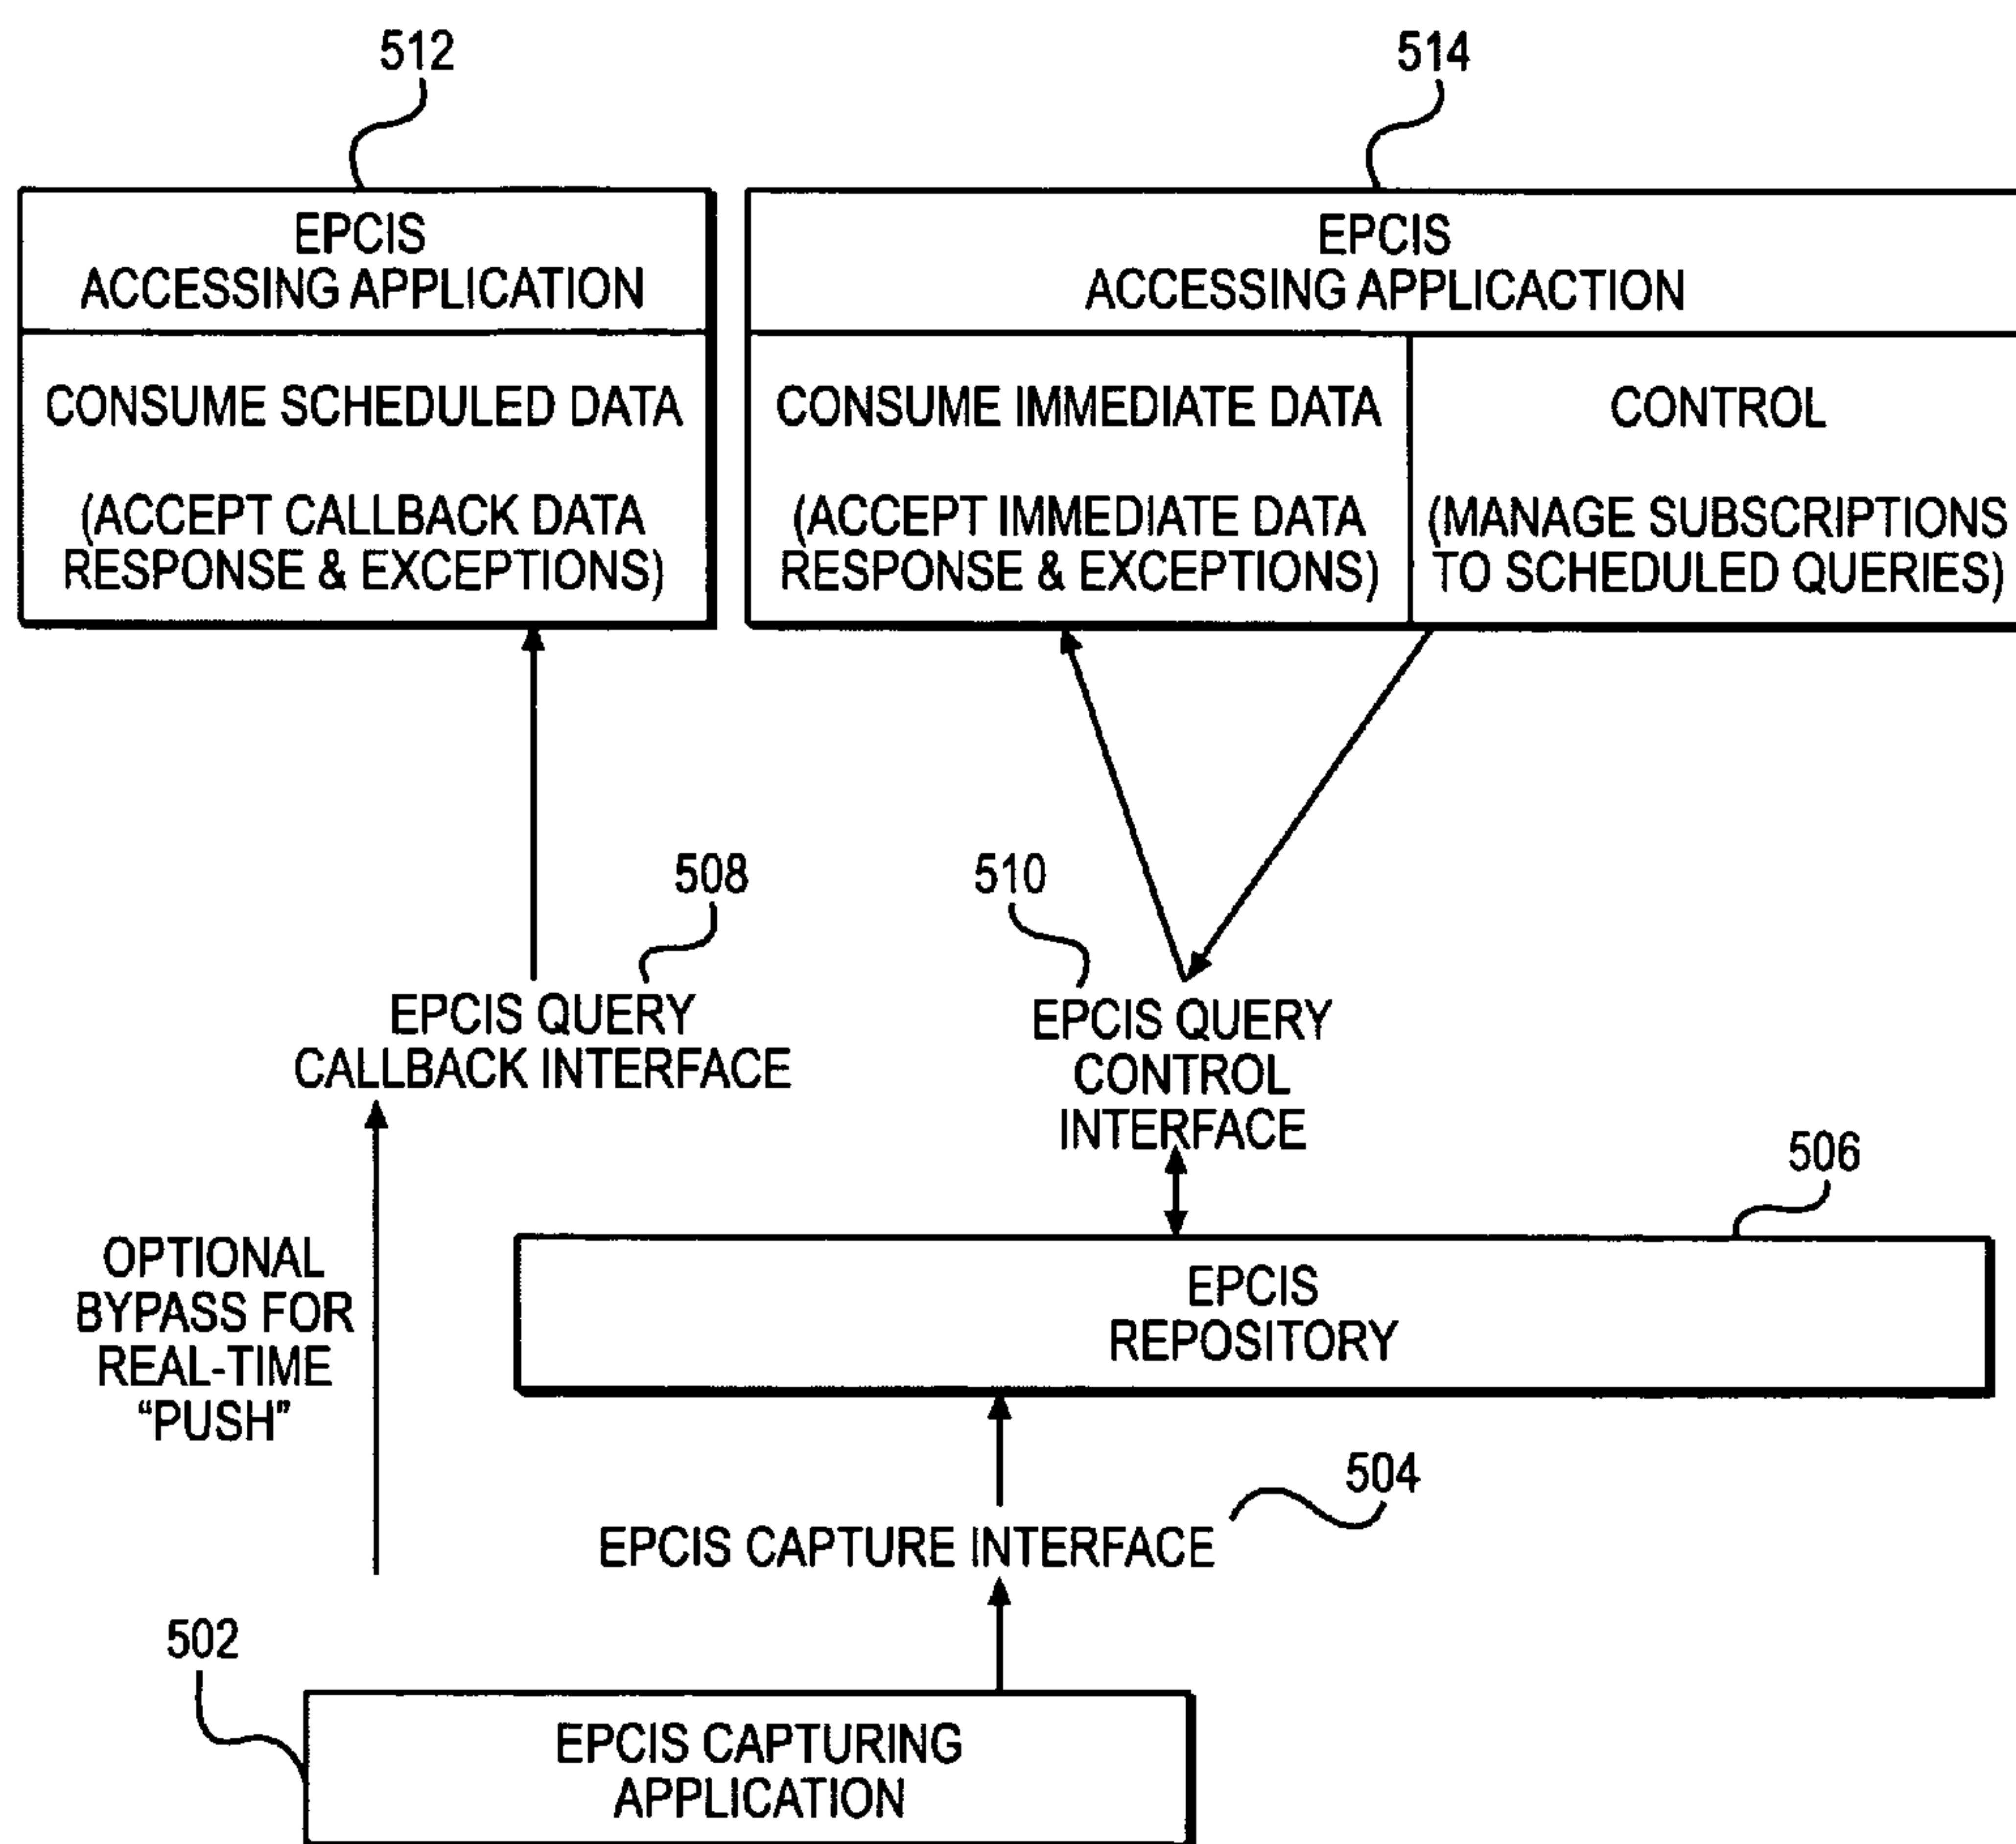 512
514
EPCIS
ACCESSING APPLICATION
CONSUME SCHEDULED DATA
(ACCEPT CALLBACK DATA
RESPONSE & EXCEPTIONS)
EPCIS
ACCESSING APPLICACTION
CONSUME IMMEDIATE DATA
(ACCEPT IMMEDIATE DATA
RESPONSE & EXCEPTIONS)
CONTROL
(MANAGE SUBSCRIPTIONS
TO SCHEDULED QUERIES)
508
EPCIS QUERY
CALLBACK INTERFACE
510
EPCIS QUERY
CONTROL
INTERFACE
506
OPTIONAL
BYPASS FOR
REAL-TIME
“PUSH”
EPCIS
REPOSITORY
504
EPCIS CAPTURE INTERFACE
502
EPCIS CAPTURING
APPLICATION